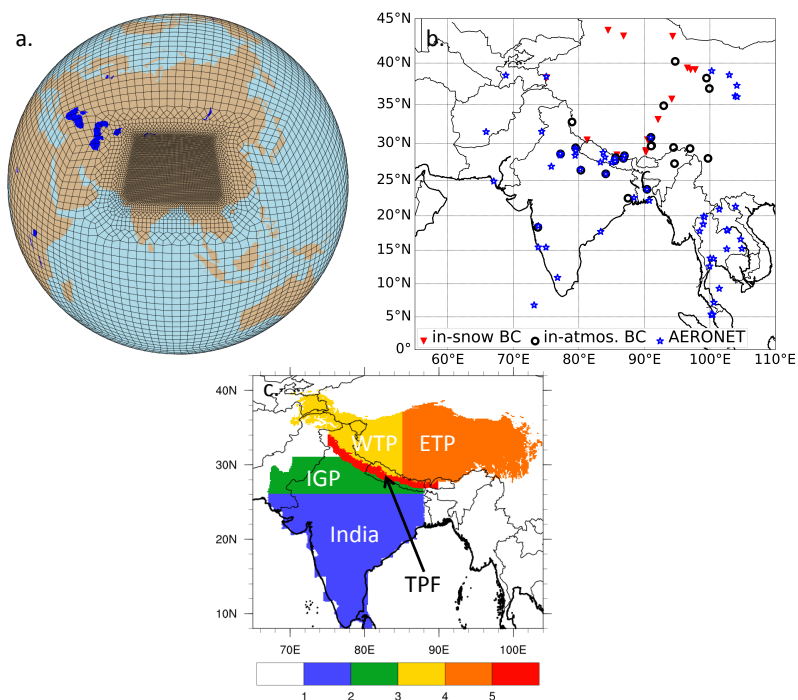 a.
b.
45°N
40°N
35°N
30°N
25°N
20°N
15°N
10°N
5°N
0°
in-snow BC in-atmos. BC AERONET
60°E 70°E 80°E 90°E 100°E 110°E
c.
40N
30N
20N
10N
WTP ETP
IGP
India
TPF
70E 80E 90E 100E
1 2 3 4 5